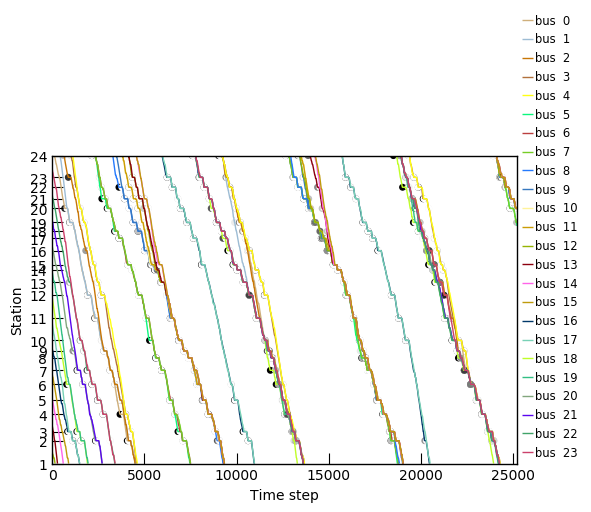 bus 0
bus 1
bus 2
bus 3
bus 4
bus 5
bus 6
bus 7
bus 8
bus 9
bus 10
bus 11
bus 12
bus 13
bus 14
bus 15
bus 16
bus 17
bus 18
bus 19
bus 20
bus 21
bus 22
bus 23
Station
24
23
22
21
20
19
18
17
16
15
14
13
12
11
10
9
8
7
6
5
4
3
2
1
0 5000 10000 15000 20000 25000
Time step